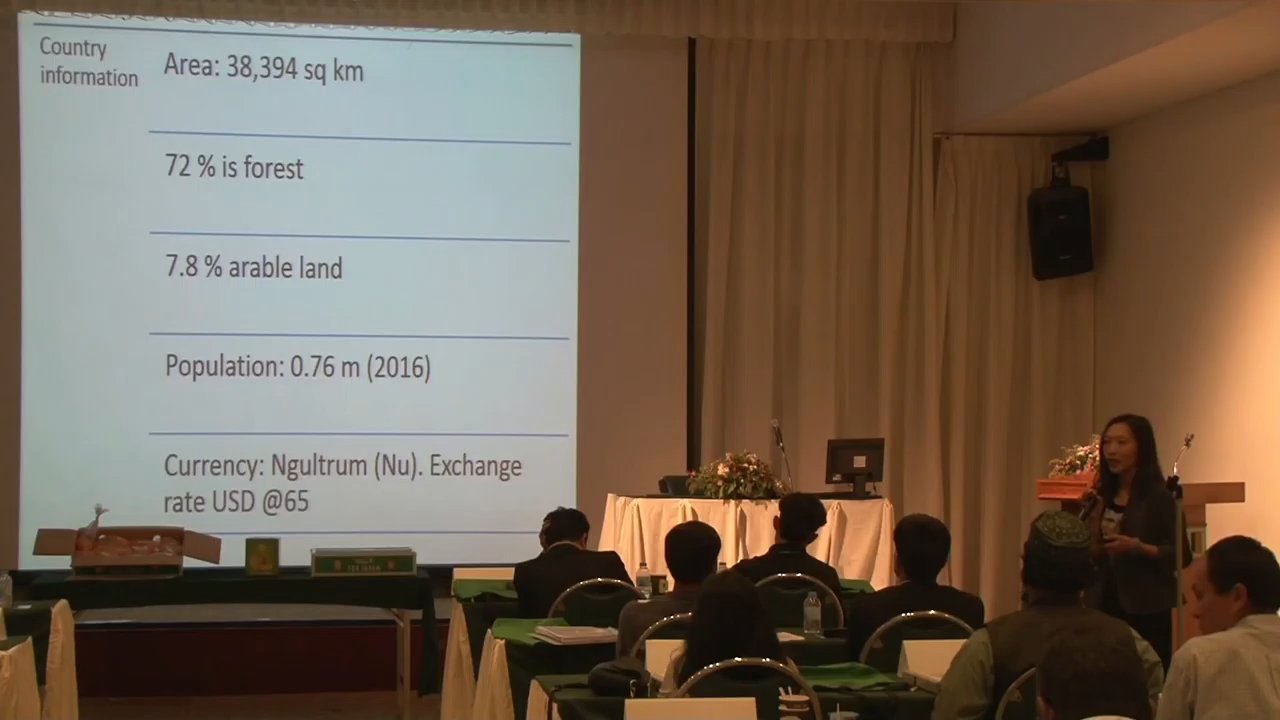 Country
information
Area: 38,394 sq km
72 % is forest
7.8 % arable land
Population: 0.76 m (2016)
Currency: Ngultrum (Nu). Exchange
rate USD @65